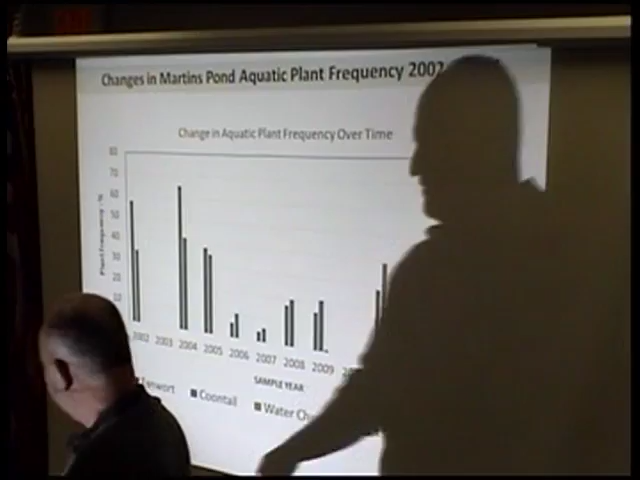 Changes in Martins Pond Aquatic Plant Frequency 2002
Change in Aquatic Plant Frequency Over Time
80
70
60
50
40
30
20
10
Plant Frequency - %
2002 2003 2004 2005 2006 2007 2008 2009
SAMPLE YEAR
Coontail
Water